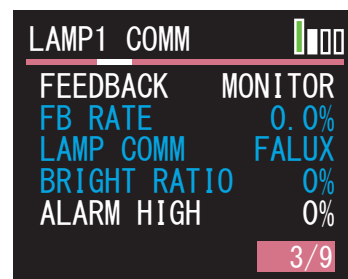 LAMP1 COMM
FEEDBACK MONITOR
FB RATE 0.0%
LAMP COMM FALUX
BRIGHT RATIO 0%
ALARM HIGH 0%
3/9